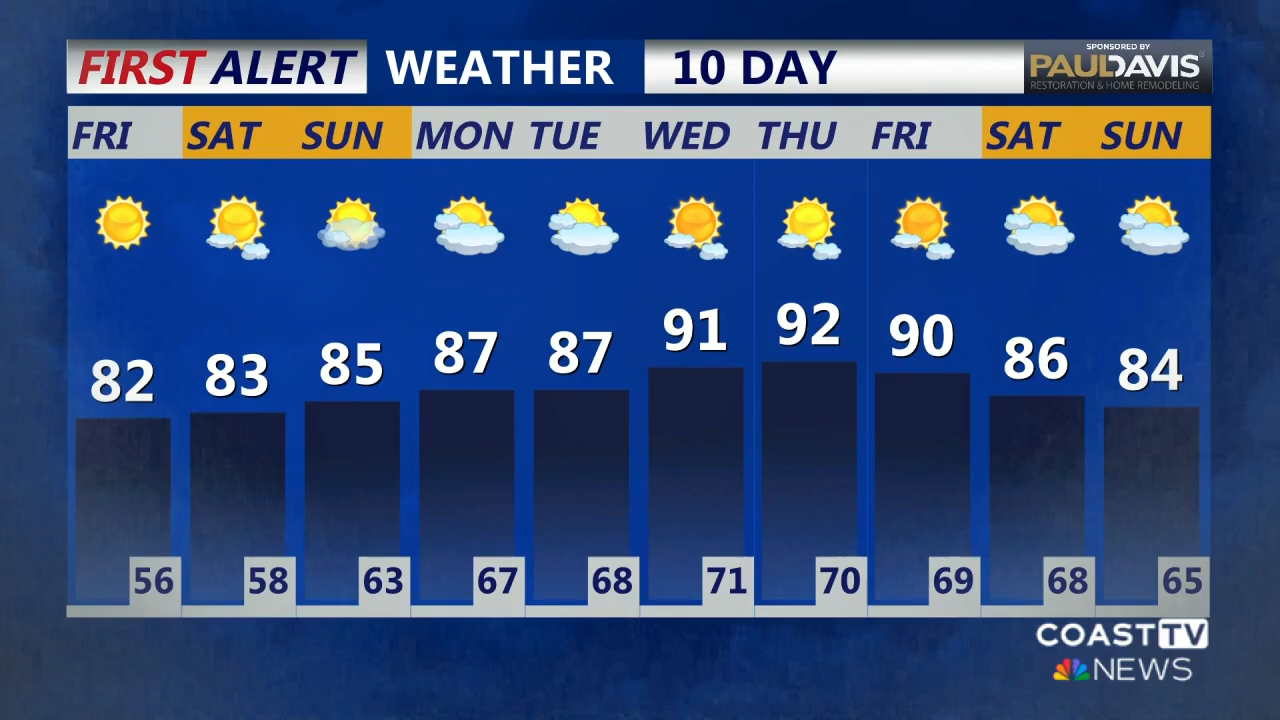 FIRST ALERT WEATHER 10 DAY
SPONSORED BY
PAUL DAVIS
RESTORATION & HOME REMODELING
FRI SAT SUN MON TUE WED THU FRI SAT SUN
82 83 85 87 87 91 92 90 86 84
56 58 63 67 68 71 70 69 68 65
COAST TV
NEWS